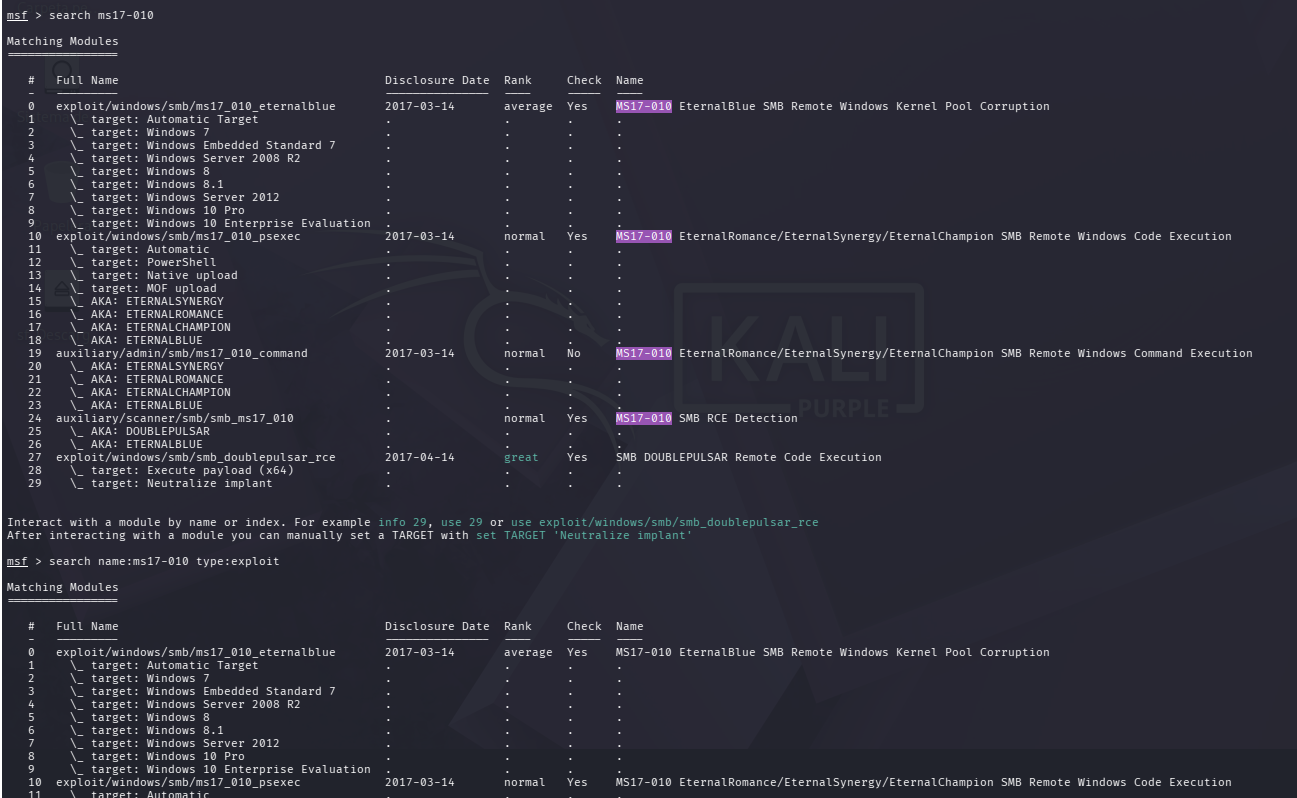 msf > search ms17-010
Matching Modules
================
# Full Name Disclosure Date Rank Check Name
- --------- --------------- ---- ----- ----
0 exploit/windows/smb/ms17_010_eternalblue 2017-03-14 average Yes MS17-010 EternalBlue SMB Remote Windows Kernel Pool Corruption
1 \_ target: Automatic Target . . . .
2 \_ target: Windows 7 . . . .
3 \_ target: Windows Embedded Standard 7 . . . .
4 \_ target: Windows Server 2008 R2 . . . .
5 \_ target: Windows 8 . . . .
6 \_ target: Windows 8.1 . . . .
7 \_ target: Windows Server 2012 . . . .
8 \_ target: Windows 10 Pro . . . .
9 \_ target: Windows 10 Enterprise Evaluation . . . .
10 exploit/windows/smb/ms17_010_psexec 2017-03-14 normal Yes MS17-010 EternalRomance/EternalSynergy/EternalChampion SMB Remote Windows Code Execution
11 \_ target: Automatic . . . .
12 \_ target: PowerShell . . . .
13 \_ target: Native upload . . . .
14 \_ target: MOF upload . . . .
15 \_ AKA: ETERNALSYNERGY . . . .
16 \_ AKA: ETERNALROMANCE . . . .
17 \_ AKA: ETERNALCHAMPION . . . .
18 \_ AKA: ETERNALBLUE . . . .
19 auxiliary/admin/smb/ms17_010_command 2017-03-14 normal No MS17-010 EternalRomance/EternalSynergy/EternalChampion SMB Remote Windows Command Execution
20 \_ AKA: ETERNALSYNERGY . . . .
21 \_ AKA: ETERNALROMANCE . . . .
22 \_ AKA: ETERNALCHAMPION . . . .
23 \_ AKA: ETERNALBLUE . . . .
24 auxiliary/scanner/smb/smb_ms17_010 . normal Yes MS17-010 SMB RCE Detection
25 \_ AKA: DOUBLEPULSAR . . . .
26 \_ AKA: ETERNALBLUE . . . .
27 exploit/windows/smb/smb_doublepulsar_rce 2017-04-14 great Yes SMB DOUBLEPULSAR Remote Code Execution
28 \_ target: Execute payload (x64) . . . .
29 \_ target: Neutralize implant . . . .
Interact with a module by name or index. For example info 29, use 29 or use exploit/windows/smb/smb_doublepulsar_rce
After interacting with a module you can manually set a TARGET with set TARGET 'Neutralize implant'
msf > search name:ms17-010 type:exploit
Matching Modules
================
# Full Name Disclosure Date Rank Check Name
- --------- --------------- ---- ----- ----
0 exploit/windows/smb/ms17_010_eternalblue 2017-03-14 average Yes MS17-010 EternalBlue SMB Remote Windows Kernel Pool Corruption
1 \_ target: Automatic Target . . . .
2 \_ target: Windows 7 . . . .
3 \_ target: Windows Embedded Standard 7 . . . .
4 \_ target: Windows Server 2008 R2 . . . .
5 \_ target: Windows 8 . . . .
6 \_ target: Windows 8.1 . . . .
7 \_ target: Windows Server 2012 . . . .
8 \_ target: Windows 10 Pro . . . .
9 \_ target: Windows 10 Enterprise Evaluation . . . .
10 exploit/windows/smb/ms17_010_psexec 2017-03-14 normal Yes MS17-010 EternalRomance/EternalSynergy/EternalChampion SMB Remote Windows Code Execution
11 \_ target: Automatic . . . .
KALI
PURPLE